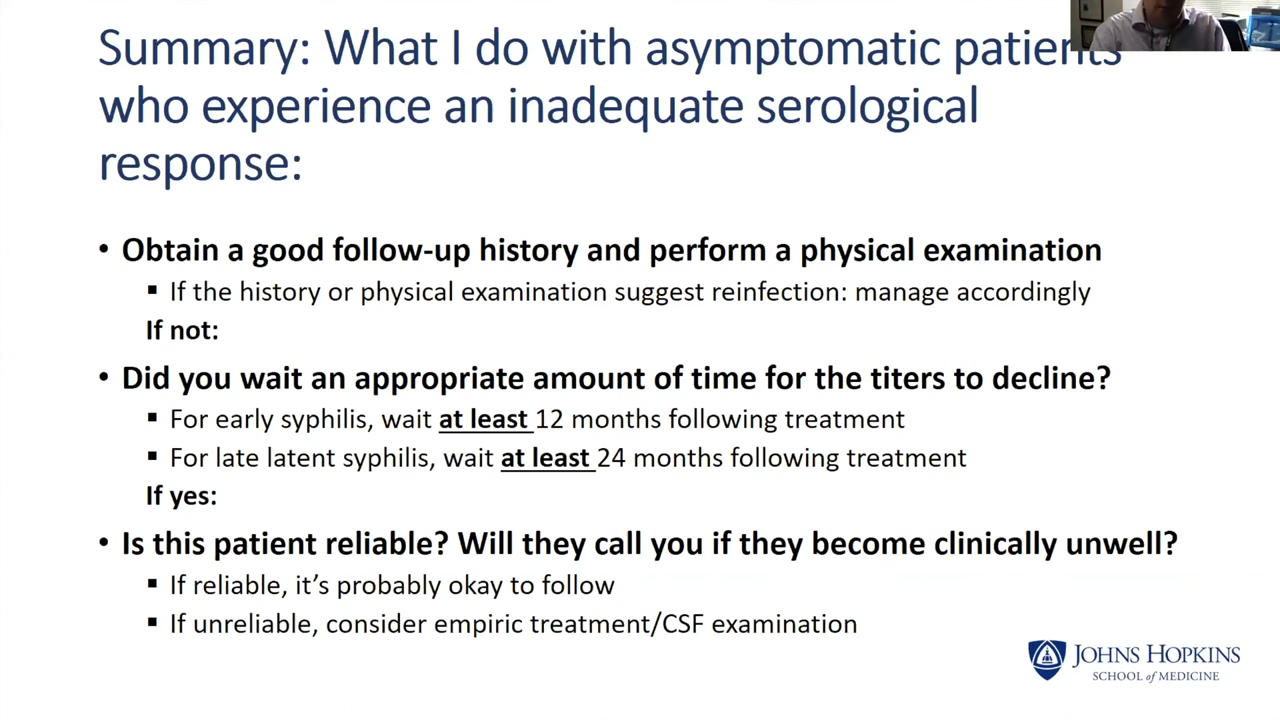 Summary: What I do with asymptomatic patients
who experience an inadequate serological
response:
• Obtain a good follow-up history and perform a physical examination
▪ If the history or physical examination suggest reinfection: manage accordingly
If not:
• Did you wait an appropriate amount of time for the titers to decline?
▪ For early syphilis, wait at least 12 months following treatment
▪ For late latent syphilis, wait at least 24 months following treatment
If yes:
• Is this patient reliable? Will they call you if they become clinically unwell?
▪ If reliable, it’s probably okay to follow
▪ If unreliable, consider empiric treatment/CSF examination
JOHNS HOPKINS
SCHOOL of MEDICINE